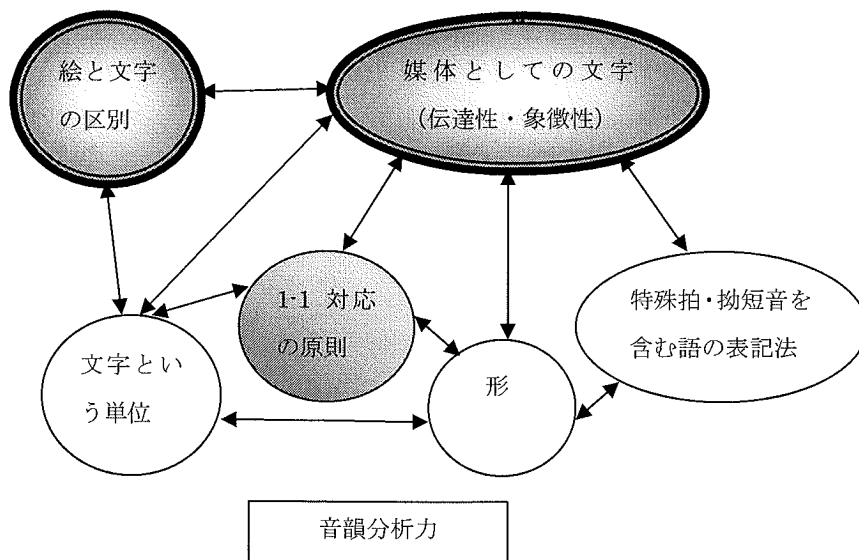 絵と文字
の区別
媒体としての文字
（伝達性・象徴性）
1-1 対応
の原則
特殊拍・拗短音を
含む語の表記法
文字とい
う単位
形
音韻分析力